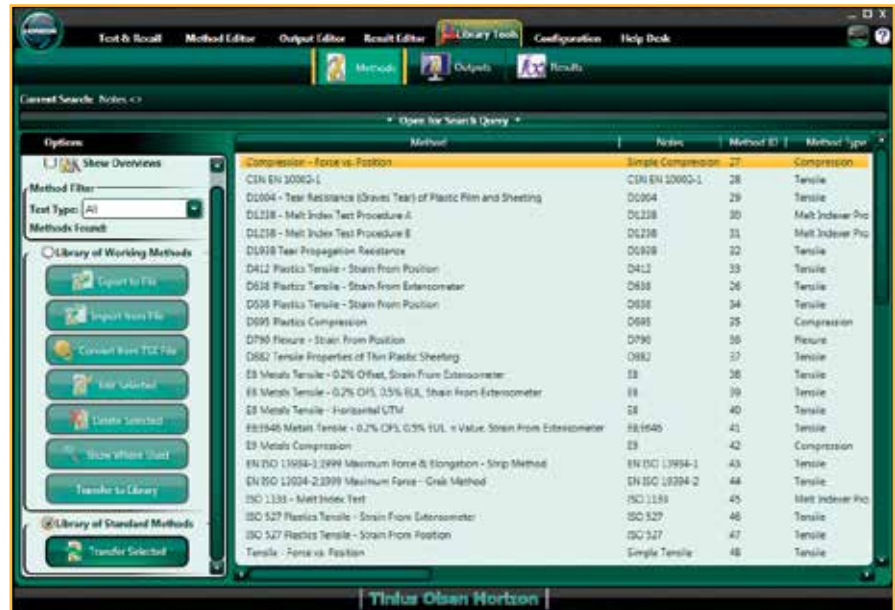 HORIZON
Test & Recall Method Editor Output Editor Result Editor Library Tools Configuration Help Desk
Methods Outputs Results
Current Search: Notes <>
Open for Search Query
Options
Show Overviews
Method Filter
Test Type: All
Methods Found:
Library of Working Methods
Export to File
Import from File
Convert from TSX File
Edit Selected
Delete Selected
Show Where Used
Transfer to Library
Library of Standard Methods
Transfer Selected
Method Notes Method ID Method Type
Compression - Force vs. Position Simple Compression 27 Compression
CEN EN 10002-1 CEN EN 10002-1 28 Tensile
D1004 - Tear Resistance (Graves Tear) of Plastic Film and Sheeting D1004 29 Tensile
D1238 - Melt Index Test Procedure A D1238 30 Melt Indexer Pro
D1238 - Melt Index Test Procedure B D1238 31 Melt Indexer Pro
D1938 Tear Propagation Resistance D1938 32 Tensile
D412 Plastics Tensile - Strain From Position D412 33 Tensile
D638 Plastics Tensile - Strain From Extensometer D638 26 Tensile
D638 Plastics Tensile - Strain From Position D638 34 Tensile
D695 Plastics Compression D695 35 Compression
D790 Flexure - Strain From Position D790 36 Flexure
D882 Tensile Properties of Thin Plastic Sheeting D882 37 Tensile
E8 Metals Tensile - 0.2% Offset, Strain From Extensometer E8 38 Tensile
E8 Metals Tensile - 0.2% OFS, 0.5% EUL, Strain From Extensometer E8 39 Tensile
E8 Metals Tensile - Horizontal UTM E8 40 Tensile
E8;E646 Metals Tensile - 0.2% OFS, 0.5% EUL, n Value, Strain From Extensometer E8;E646 41 Tensile
E9 Metals Compression E9 42 Compression
EN ISO 13934-1:1999 Maximum Force & Elongation - Strip Method EN ISO 13934-1 43 Tensile
EN ISO 13934-2:1999 Maximum Force - Grab Method EN ISO 13934-2 44 Tensile
ISO 1133 - Melt Index Test ISO 1133 45 Melt Indexer Pro
ISO 527 Plastics Tensile - Strain From Extensometer ISO 527 46 Tensile
ISO 527 Plastics Tensile - Strain From Position ISO 527 47 Tensile
Tensile - Force vs. Position Simple Tensile 48 Tensile
Tinius Olsen Horizon